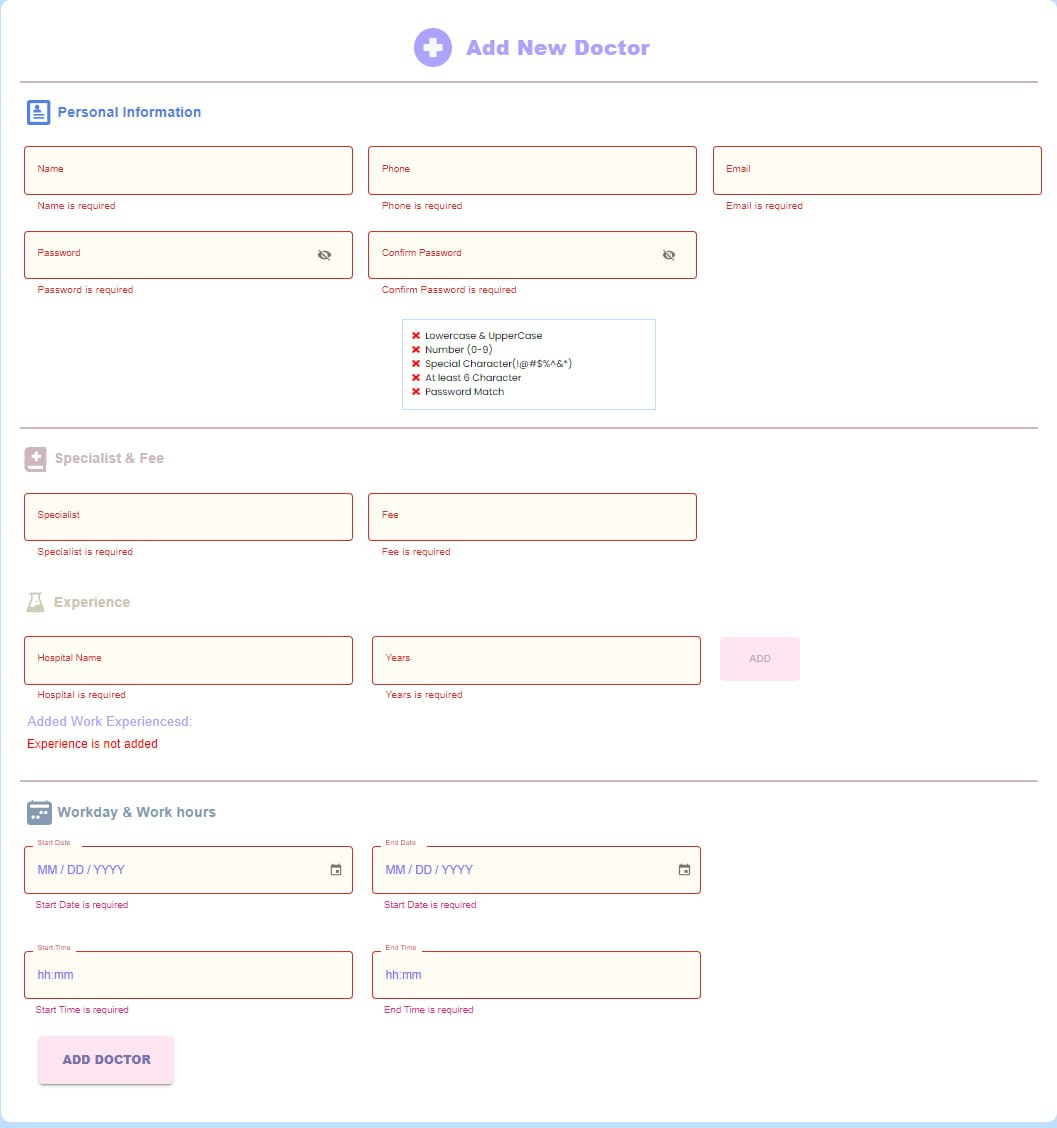 Add New Doctor
Personal Information
Name Phone Email
Name is required Phone is required Email is required
Password Confirm Password
Password is required Confirm Password is required
Lowercase & UpperCase
Number (0-9)
Special Character(!@#$%^&*)
At least 6 Character
Password Match
Specialist & Fee
Specialist Fee
Specialist is required Fee is required
Experience
Hospital Name Years ADD
Hospital is required Years is required
Added Work Experiencesd:
Experience is not added
Workday & Work hours
Start Date End Date
MM / DD / YYYY MM / DD / YYYY
Start Date is required Start Date is required
Start Time End Time
hh:mm hh:mm
Start Time is required End Time is required
ADD DOCTOR